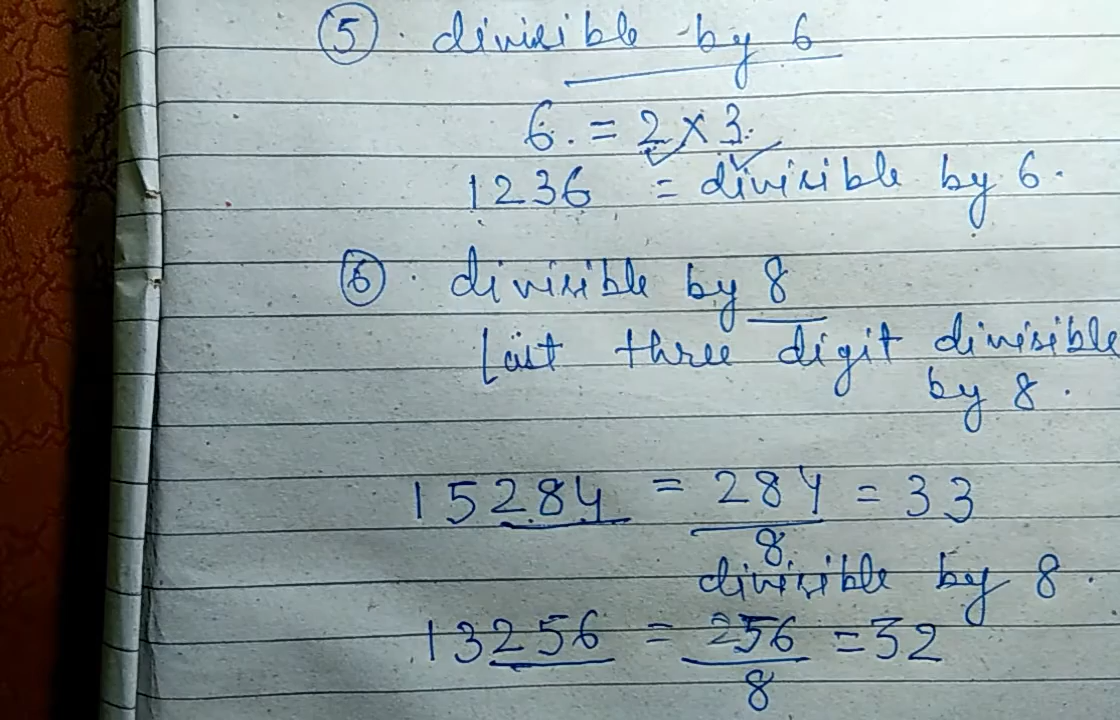 ⑤. divisible by 6
6. = 2 × 3.
1236 = divisible by 6.
⑥. divisible by 8
Last three digit divisible
by 8.
15284 = 284/8 = 33
divisible by 8.
13256 = 256/8 = 32